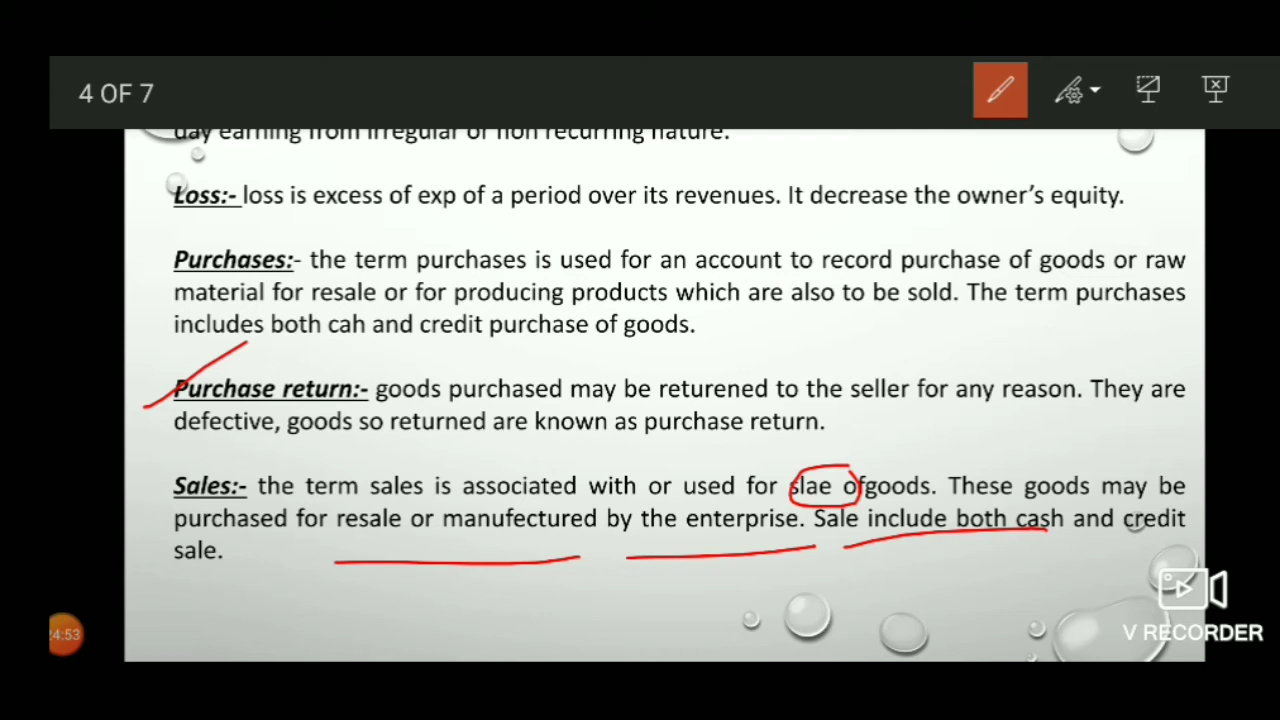 4 OF 7
day earning from irregular or non recurring nature.
Loss:- loss is excess of exp of a period over its revenues. It decrease the owner’s equity.
Purchases:- the term purchases is used for an account to record purchase of goods or raw
material for resale or for producing products which are also to be sold. The term purchases
includes both cah and credit purchase of goods.
Purchase return:- goods purchased may be returened to the seller for any reason. They are
defective, goods so returned are known as purchase return.
Sales:- the term sales is associated with or used for slae ofgoods. These goods may be
purchased for resale or manufectured by the enterprise. Sale include both cash and credit
sale.
4:53
V RECORDER